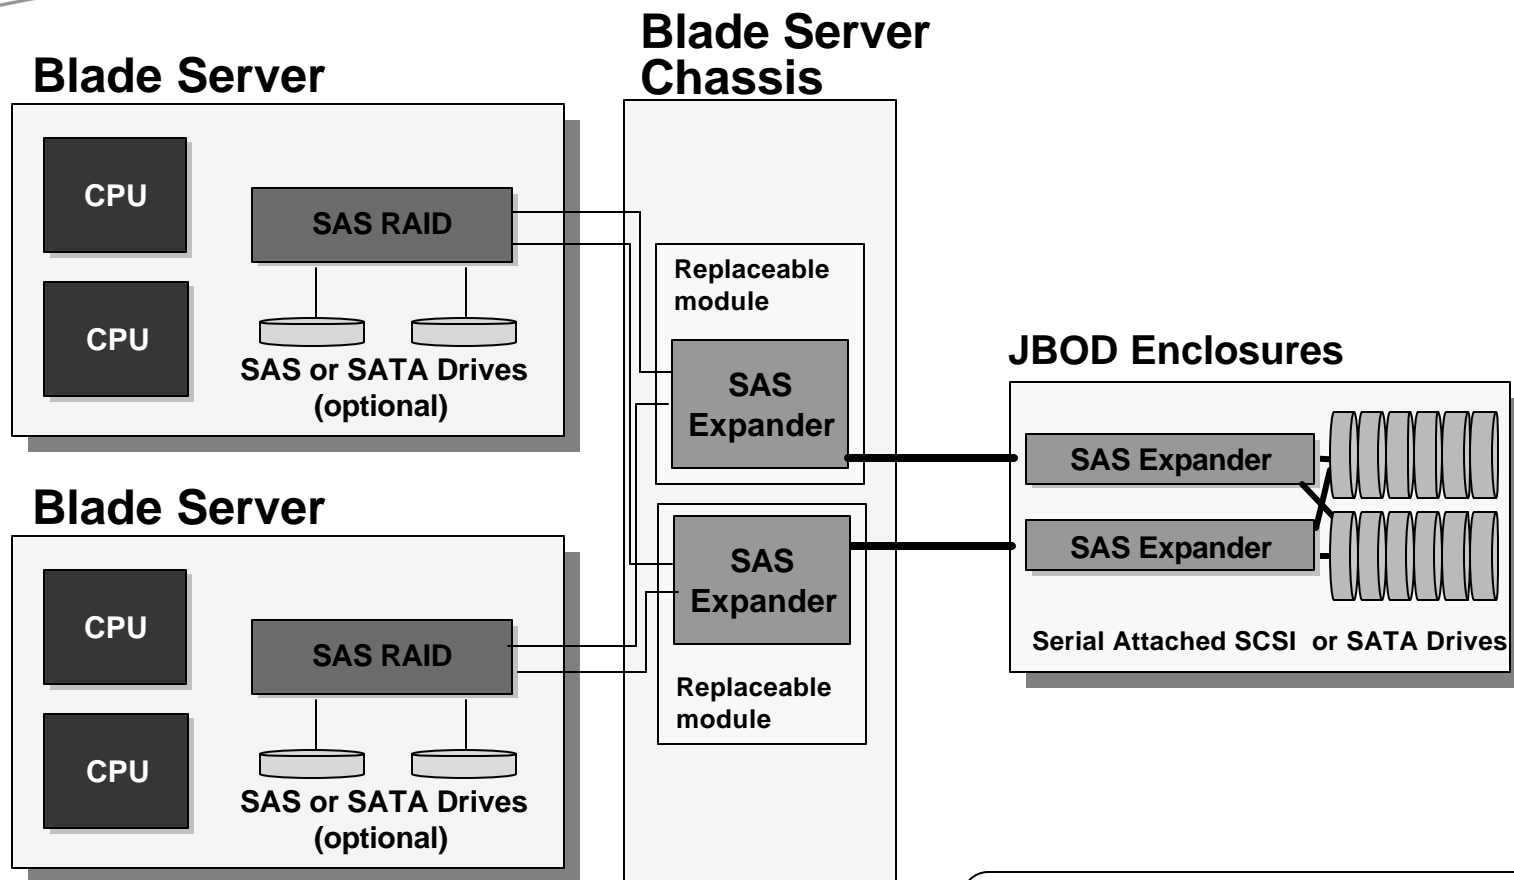 Blade Server
Chassis
Blade Server
CPU
SAS RAID
CPU
SAS or SATA Drives
(optional)
Replaceable
module
SAS
Expander
JBOD Enclosures
SAS Expander
SAS Expander
Serial Attached SCSI or SATA Drives
Blade Server
CPU
SAS RAID
CPU
SAS or SATA Drives
(optional)
SAS
Expander
Replaceable
module